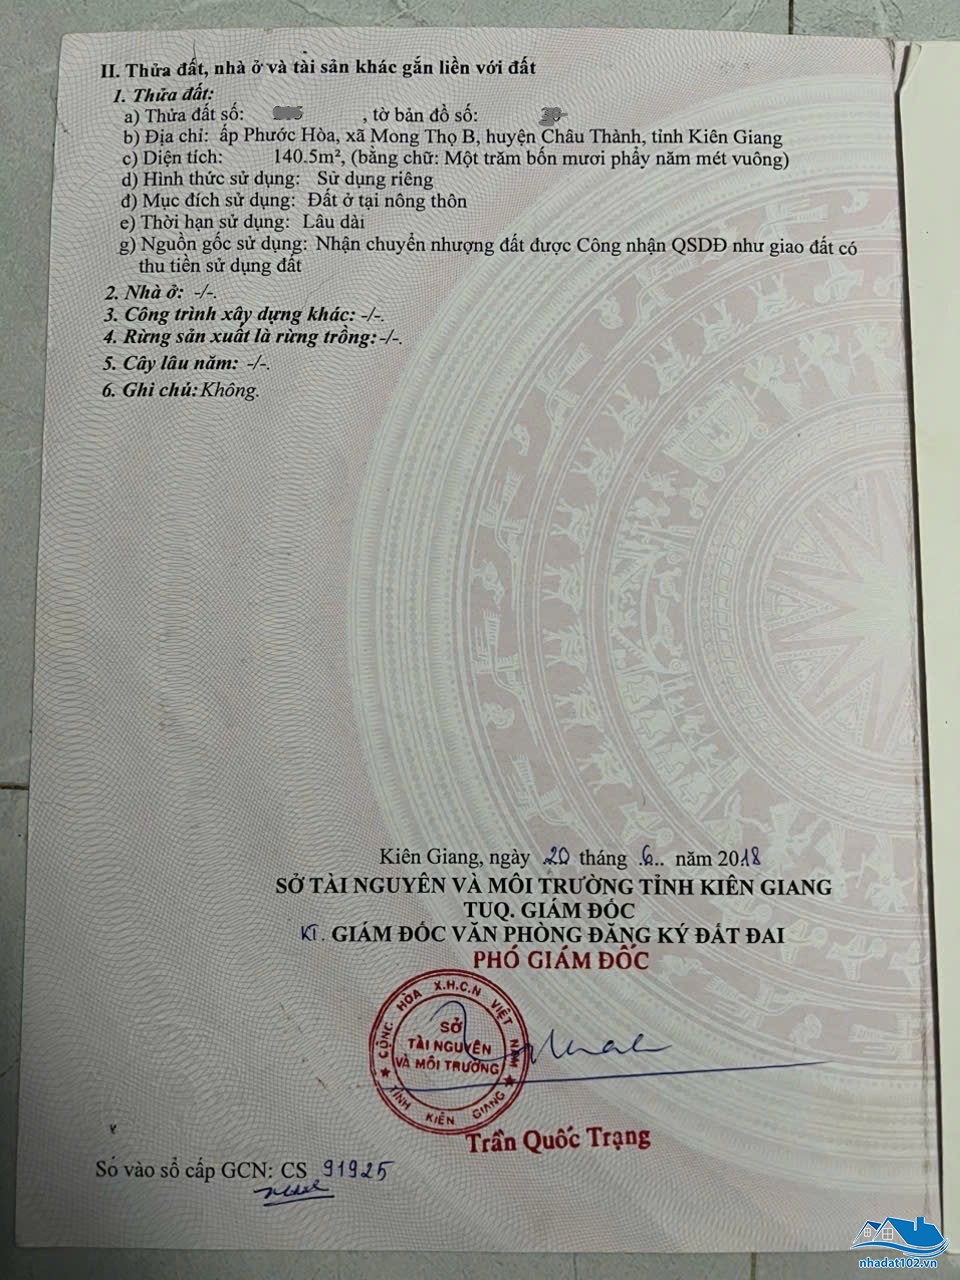 II. Thửa đất, nhà ở và tài sản khác gắn liền với đất
1. Thửa đất:
a) Thửa đất số: , tờ bản đồ số:
b) Địa chỉ: ấp Phước Hòa, xã Mong Thọ B, huyện Châu Thành, tỉnh Kiên Giang
c) Diện tích: 140.5m², (bằng chữ: Một trăm bốn mươi phẩy năm mét vuông)
d) Hình thức sử dụng: Sử dụng riêng
đ) Mục đích sử dụng: Đất ở tại nông thôn
e) Thời hạn sử dụng: Lâu dài
g) Nguồn gốc sử dụng: Nhận chuyển nhượng đất được Công nhận QSDĐ như giao đất có
thu tiền sử dụng đất
2. Nhà ở: -/-.
3. Công trình xây dựng khác: -/-.
4. Rừng sản xuất là rừng trồng: -/-.
5. Cây lâu năm: -/-.
6. Ghi chú: Không.
Kiên Giang, ngày 20 tháng 6.. năm 2018
SỞ TÀI NGUYÊN VÀ MÔI TRƯỜNG TỈNH KIÊN GIANG
TUQ. GIÁM ĐỐC
KT. GIÁM ĐỐC VĂN PHÒNG ĐĂNG KÝ ĐẤT ĐAI
PHÓ GIÁM ĐỐC
CỘNG HÒA X.H.C.N VIỆT NAM
SỞ
TÀI NGUYÊN
VÀ MÔI TRƯỜNG
TỈNH KIÊN GIANG
Trần Quốc Trạng
Số vào sổ cấp GCN: CS 91925
nhadat102.vn